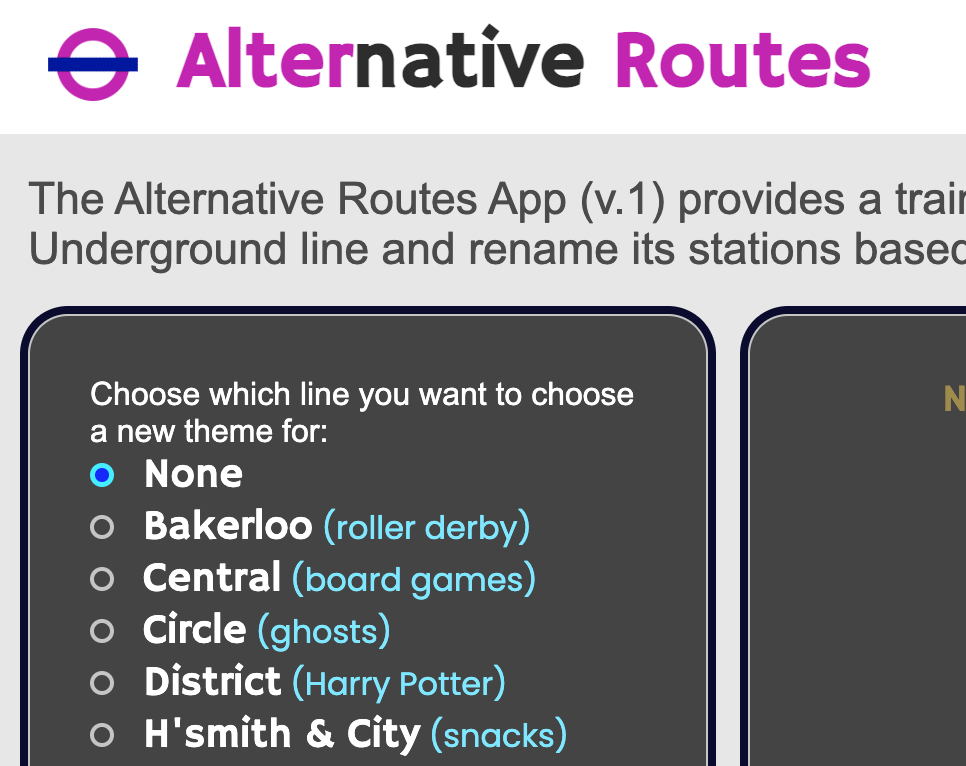 Alternative Routes
The Alternative Routes App (v.1) provides a
Underground line and rename its stations based
Choose which line you want to choose
a new theme for:
None
Bakerloo (roller derby)
Central (board games)
Circle (ghosts)
District (Harry Potter)
H'smith & City (snacks)